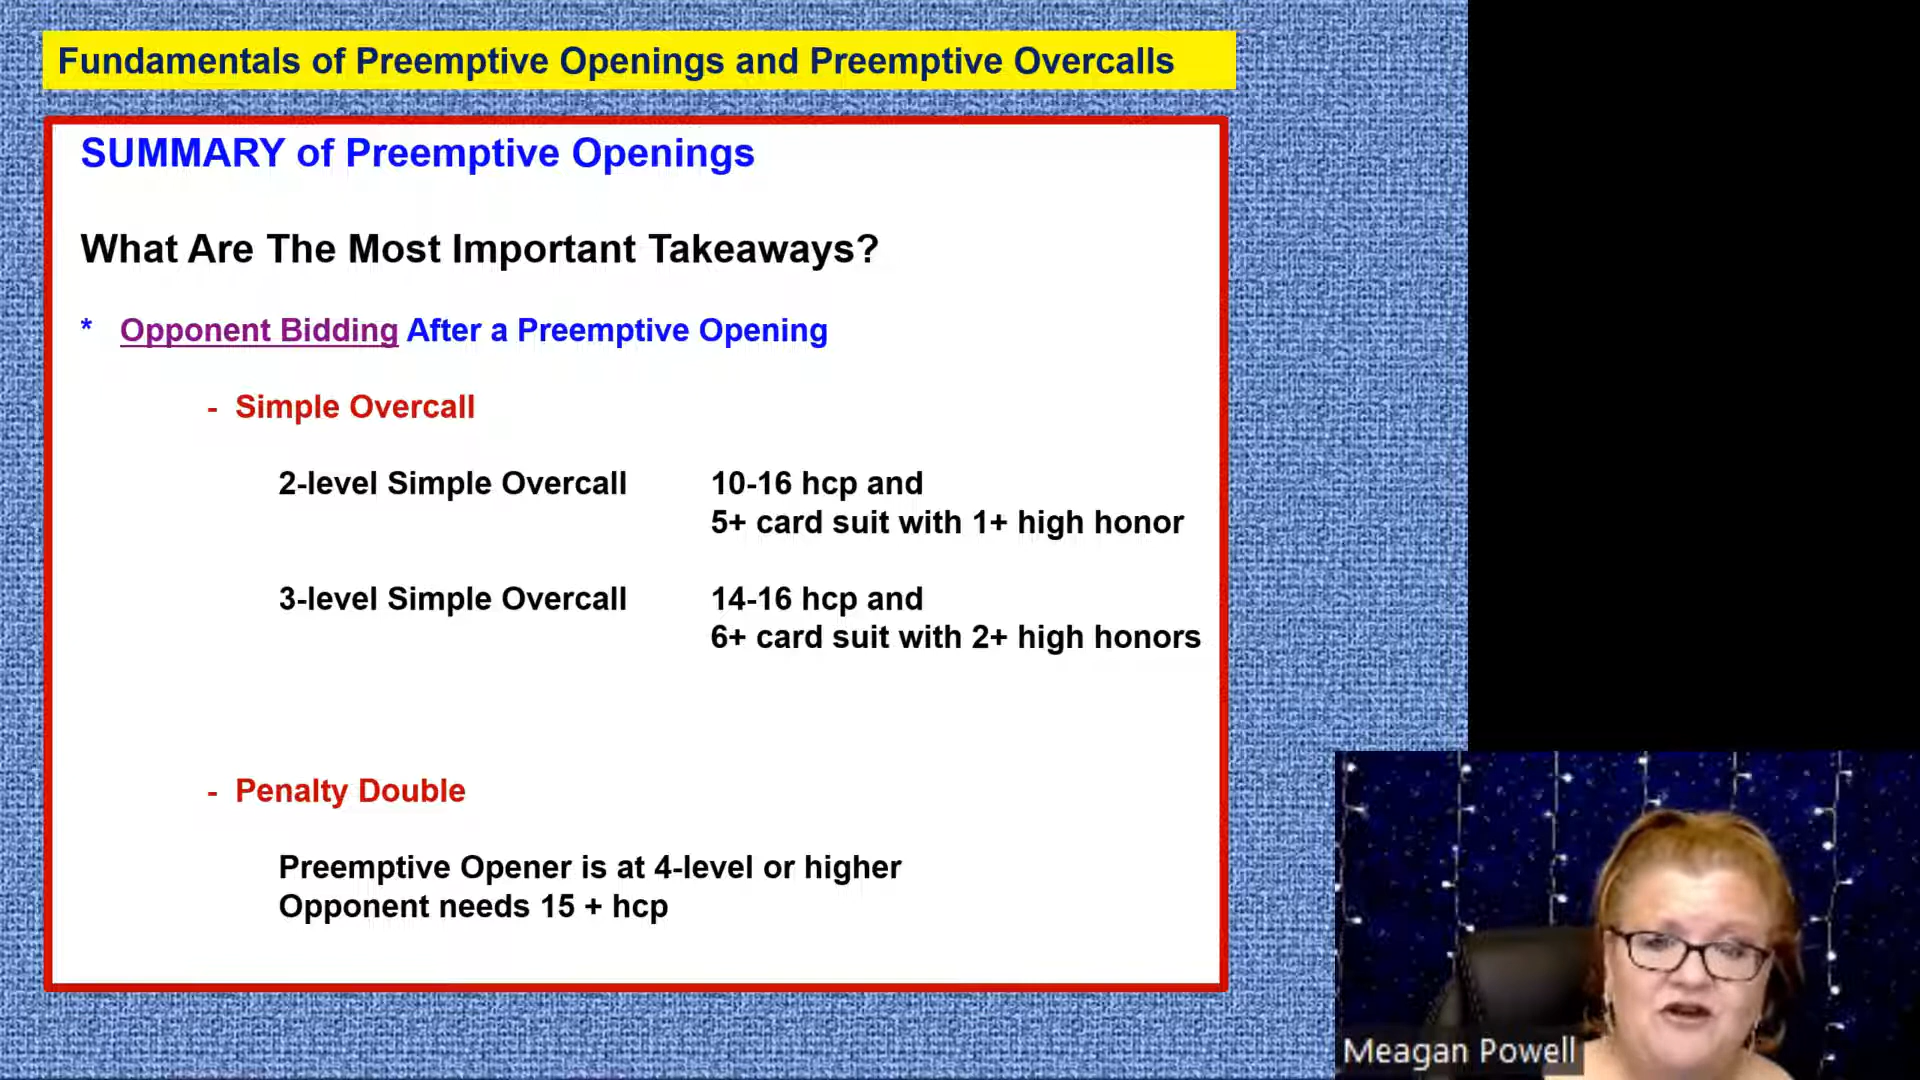 Fundamentals of Preemptive Openings and Preemptive Overcalls
SUMMARY of Preemptive Openings
What Are The Most Important Takeaways?
* Opponent Bidding After a Preemptive Opening
- Simple Overcall
2-level Simple Overcall 10-16 hcp and
5+ card suit with 1+ high honor
3-level Simple Overcall 14-16 hcp and
6+ card suit with 2+ high honors
- Penalty Double
Preemptive Opener is at 4-level or higher
Opponent needs 15 + hcp
Meagan Powell